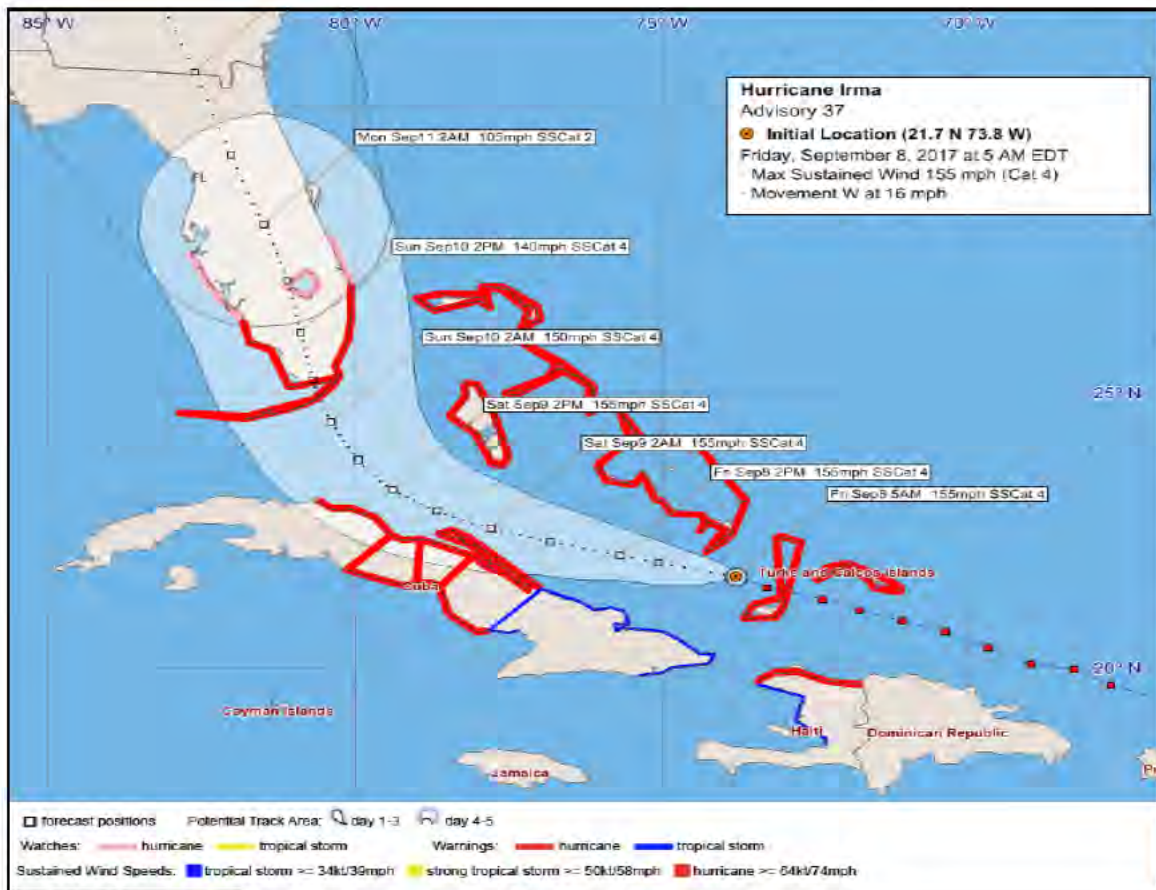 85° W 80° W 75° W 70° W
Hurricane Irma
Advisory 37
Initial Location (21.7 N 73.8 W)
Friday, September 8, 2017 at 5 AM EDT
- Max Sustained Wind 155 mph (Cat 4)
- Movement W at 16 mph
Mon Sep11 2AM 105mph SSCat 2
FL
Sun Sep10 2PM 140mph SSCat 4
Sun Sep10 2AM 150mph SSCat 4
25° N
Sat Sep9 2PM 155mph SSCat 4
Sat Sep9 2AM 155mph SSCat 4
Fri Sep8 2PM 155mph SSCat 4
Fri Sep8 5AM 155mph SSCat 4
Turks and Caicos Islands
Cuba
20° N
Cayman Islands
Haiti
Dominican Republic
Jamaica
forecast positions Potential Track Area: day 1-3 day 4-5
Watches: hurricane tropical storm Warnings: hurricane tropical storm
Sustained Wind Speeds: tropical storm >= 34kt/39mph strong tropical storm >= 50kt/58mph hurricane >= 64kt/74mph